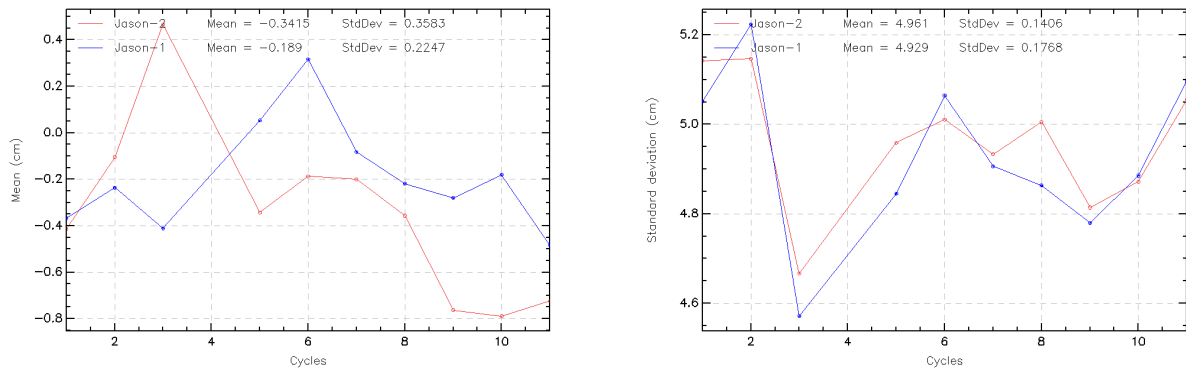 Jason-2 Mean = -0.3415 StdDev = 0.3583
Jason-1 Mean = -0.189 StdDev = 0.2247
0.4
0.2
0.0
-0.2
-0.4
-0.6
-0.8
Mean (cm)
2 4 6 8 10
Cycles
Jason-2 Mean = 4.961 StdDev = 0.1406
Jason-1 Mean = 4.929 StdDev = 0.1768
5.2
5.0
4.8
4.6
Standard deviation (cm)
2 4 6 8 10
Cycles